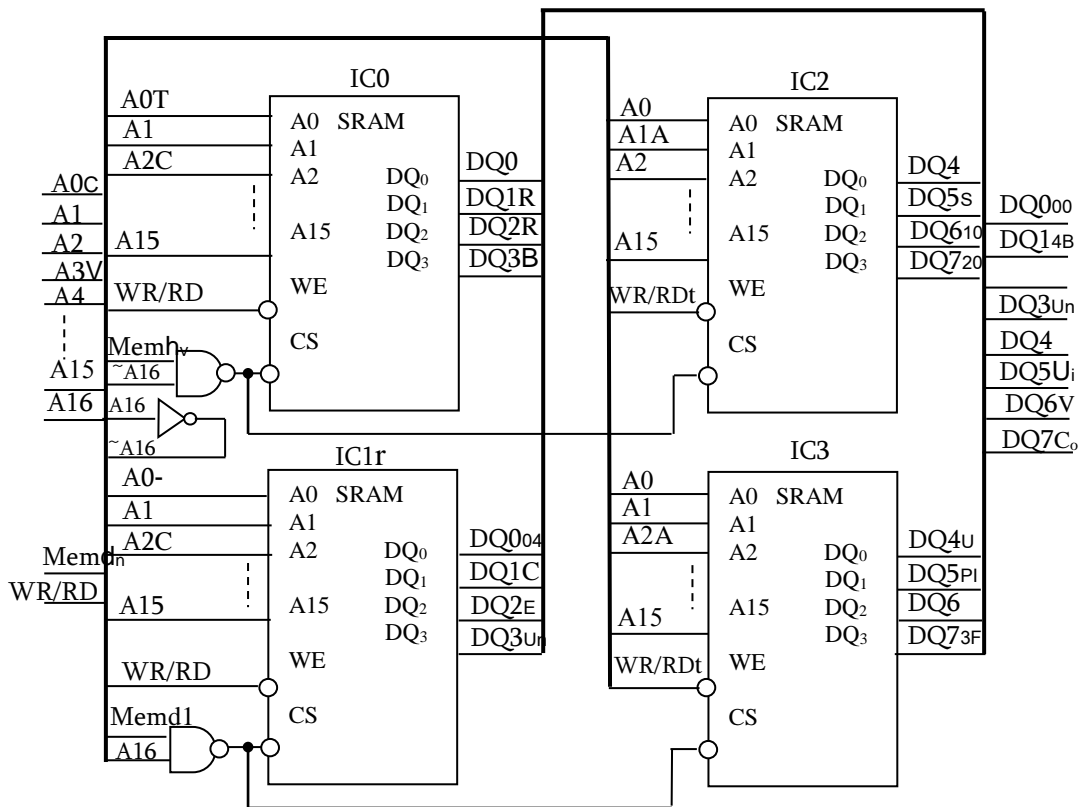 IC0
A0T
A1
A2C
A15
WR/RD
A0 SRAM
A1
A2
A15
WE
CS
DQ0
DQ1
DQ2
DQ3
DQ0
DQ1R
DQ2R
DQ3B
IC2
A0
A1A
A2
A15
WR/RDt
A0 SRAM
A1
A2
A15
WE
CS
DQ0
DQ1
DQ2
DQ3
DQ4
DQ5s
DQ610
DQ720
A0C
A1
A2
A3V
A4
A15
A16
Memhv
~A16
A16
~A16
Memdn
WR/RD
DQ000
DQ14B
DQ3Un
DQ4
DQ5Ui
DQ6V
DQ7Co
IC1r
A0-
A1
A2C
A15
WR/RD
Memd1
A16
A0 SRAM
A1
A2
A15
WE
CS
DQ0
DQ1
DQ2
DQ3
DQ004
DQ1C
DQ2E
DQ3Un
IC3
A0
A1
A2A
A15
WR/RDt
A0 SRAM
A1
A2
A15
WE
CS
DQ0
DQ1
DQ2
DQ3
DQ4U
DQ5PI
DQ6
DQ73F